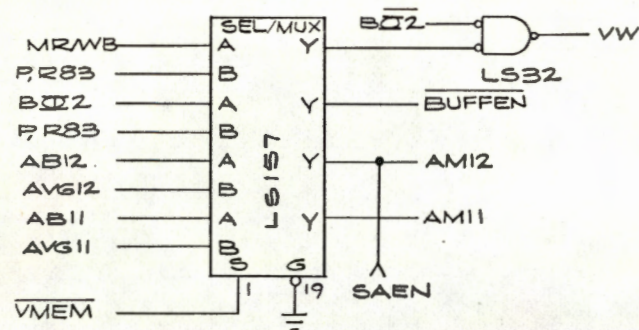 SEL/MUX
BΦ2
VW
LS32
MR/WB
A
Y
P, R83
B
BΦ2
A
Y
BUFFEN
P, R83
B
AB12
A
Y
AM12
AVG12
B
AB11
A
Y
AM11
AVG11
B
LS157
S
G
1
19
SAEN
VMEM